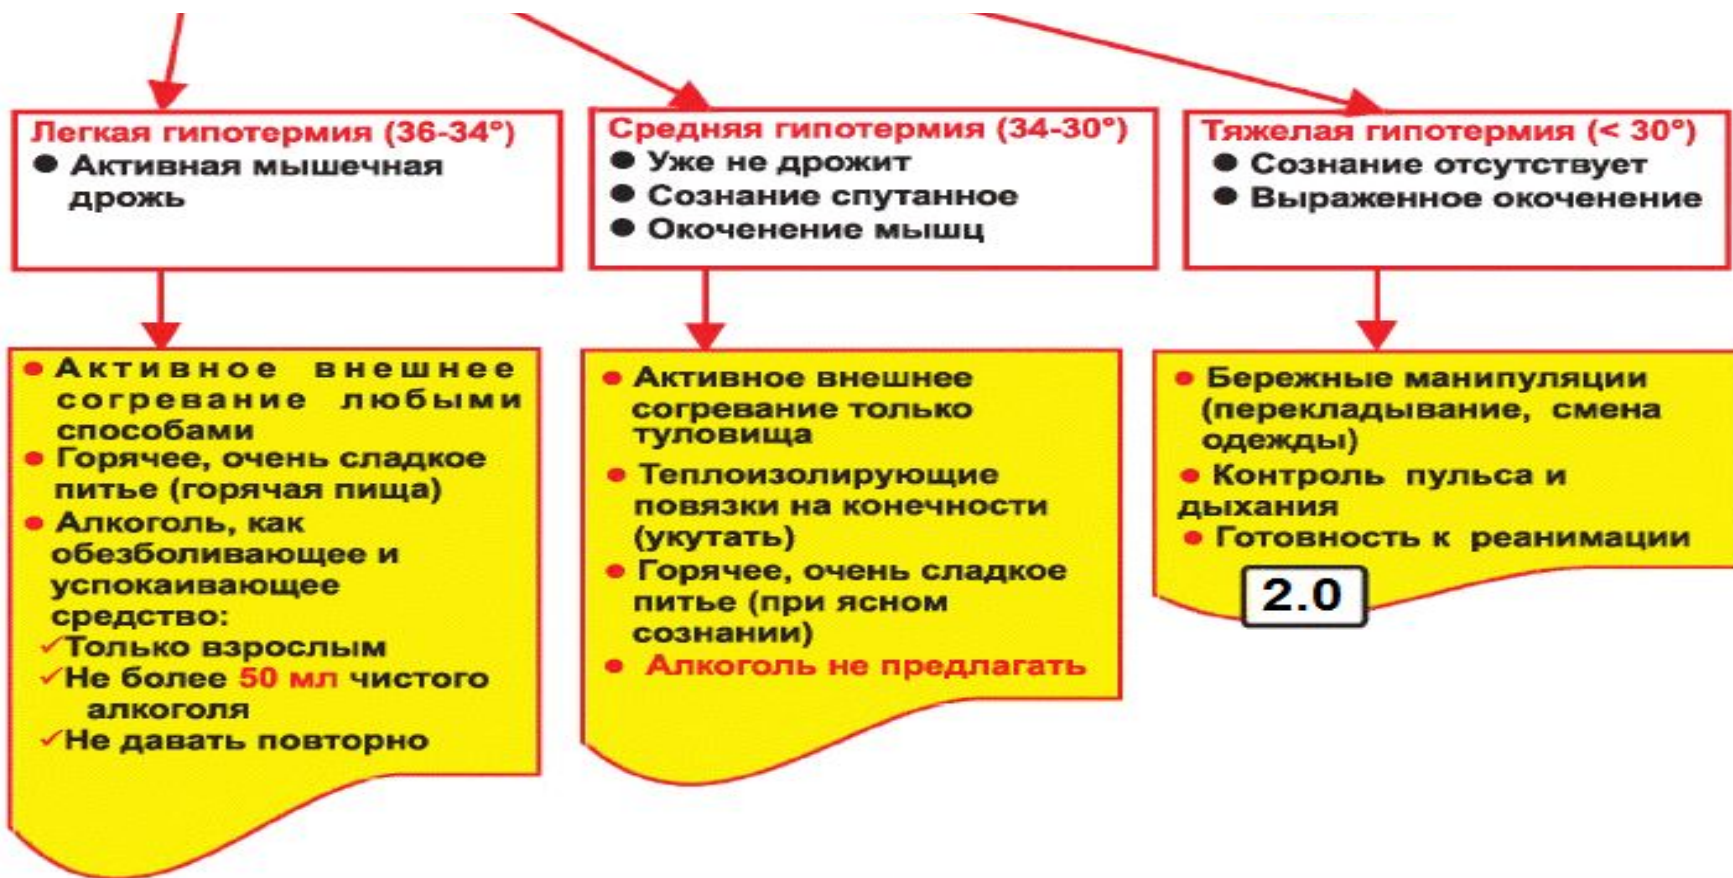 Легкая гипотермия (36-34°)
● Активная мышечная
дрожь
Средняя гипотермия (34-30°)
● Уже не дрожит
● Сознание спутанное
● Окоченение мышц
Тяжелая гипотермия (< 30°)
● Сознание отсутствует
● Выраженное окоченение
● Активное внешнее
согревание любыми
способами
● Горячее, очень сладкое
питье (горячая пища)
● Алкоголь, как
обезболивающее и
успокаивающее
средство:
✓Только взрослым
✓Не более 50 мл чистого
алкоголя
✓Не давать повторно
● Активное внешнее
согревание только
туловища
● Теплоизолирующие
повязки на конечности
(укутать)
● Горячее, очень сладкое
питье (при ясном
сознании)
● Алкоголь не предлагать
● Бережные манипуляции
(перекладывание, смена
одежды)
● Контроль пульса и
дыхания
● Готовность к реанимации
2.0